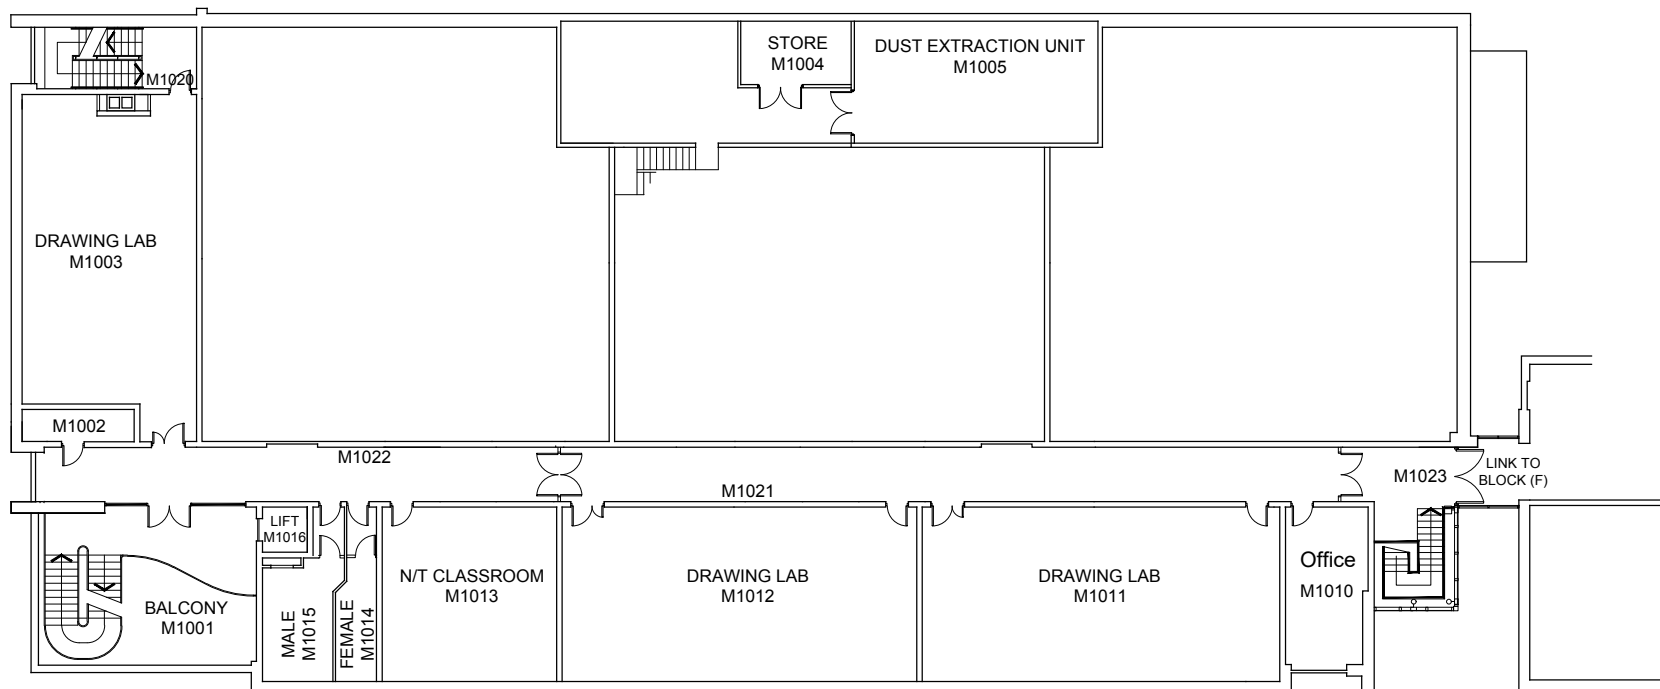 STORE
M1004
DUST EXTRACTION UNIT
M1005
M1020
DRAWING LAB
M1003
M1002
M1022
M1021
M1023
LINK TO
BLOCK (F)
LIFT
M1016
BALCONY
M1001
MALE
M1015
FEMALE
M1014
N/T CLASSROOM
M1013
DRAWING LAB
M1012
DRAWING LAB
M1011
Office
M1010